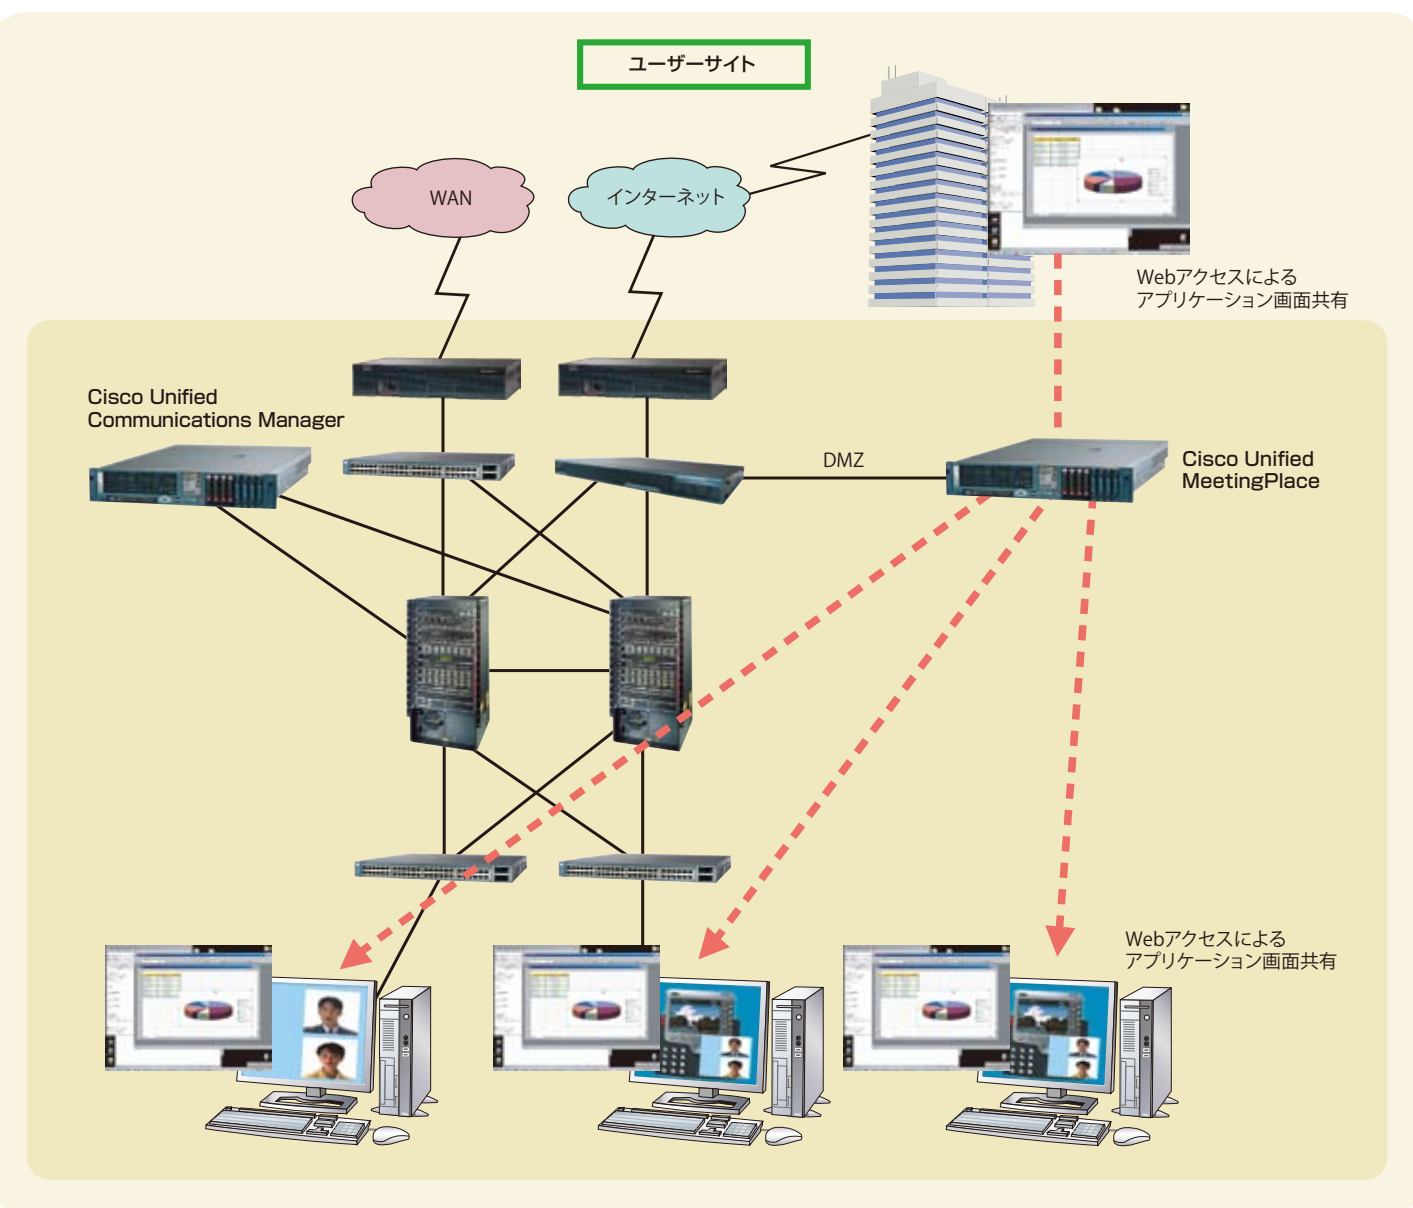 ユーザーサイト
WAN
インターネット
Webアクセスによる
アプリケーション画面共有
Cisco Unified
Communications Manager
DMZ
Cisco Unified
MeetingPlace
Webアクセスによる
アプリケーション画面共有